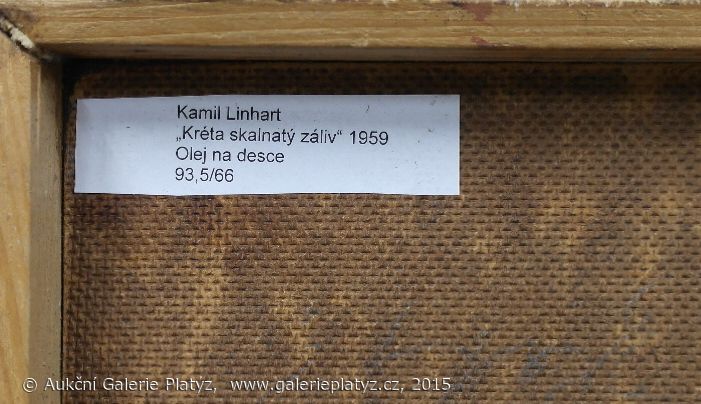 Kamil Linhart
„Kréta skalnatý záliv“ 1959
Olej na desce
93,5/66
© Aukční Galerie Platýz, www.galerieplatyz.cz, 2015